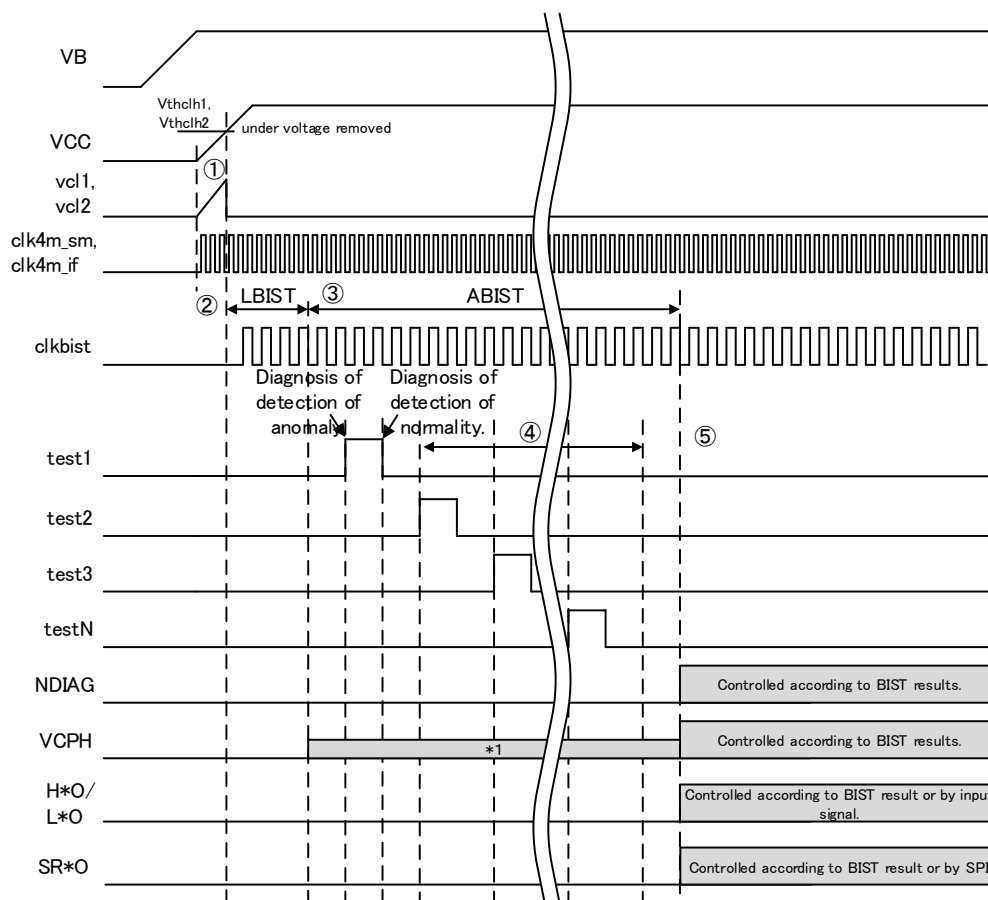 VB
Vthclh1,
Vthclh2
under voltage removed
VCC
①
vcl1,
vcl2
clk4m_sm,
clk4m_if
②
LBIST
③
ABIST
clkbist
Diagnosis of
detection of
anomaly.
Diagnosis of
detection of
normality.
④
⑤
test1
test2
test3
testN
NDIAG
Controlled according to BIST results.
VCPH
*1
Controlled according to BIST results.
H*O/
L*O
Controlled according to BIST result or by input
signal.
SR*O
Controlled according to BIST result or by SPI